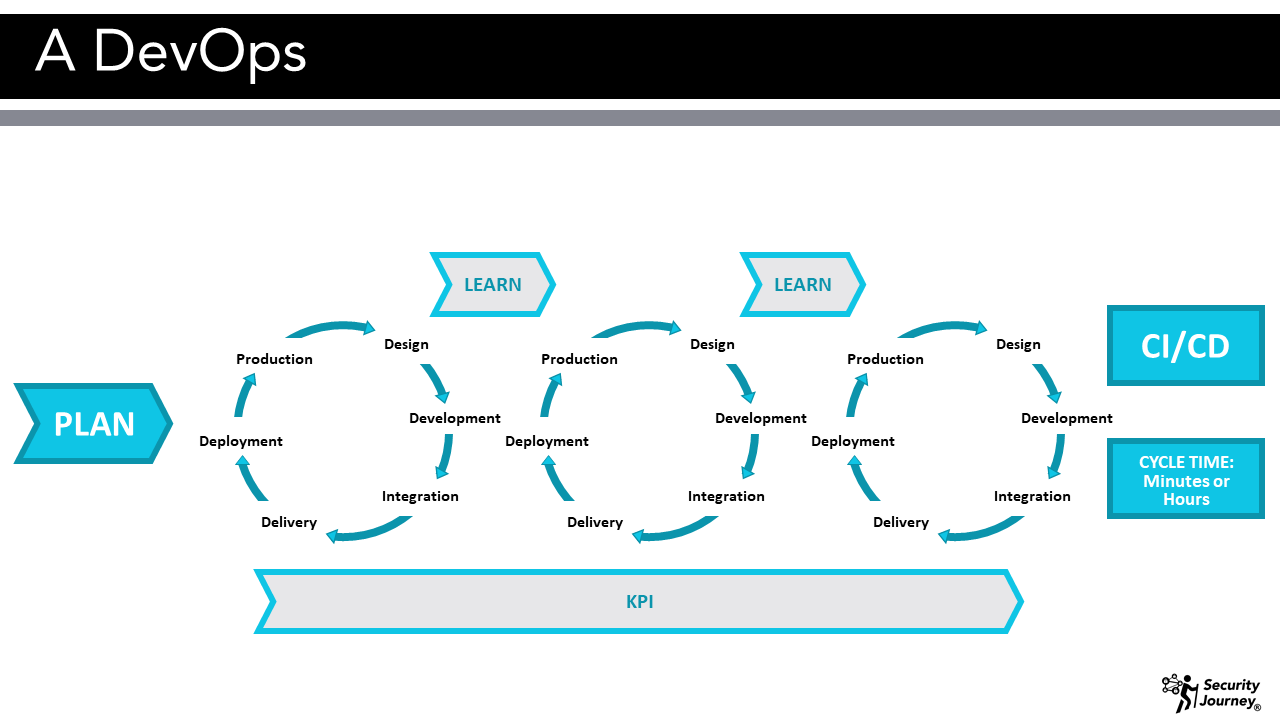 A DevOps
LEARN
LEARN
PLAN
Production
Design
Development
Integration
Delivery
Deployment
Production
Design
Development
Integration
Delivery
Deployment
Production
Design
Development
Integration
Delivery
Deployment
CI/CD
CYCLE TIME:
Minutes or
Hours
KPI
Security
Journey®